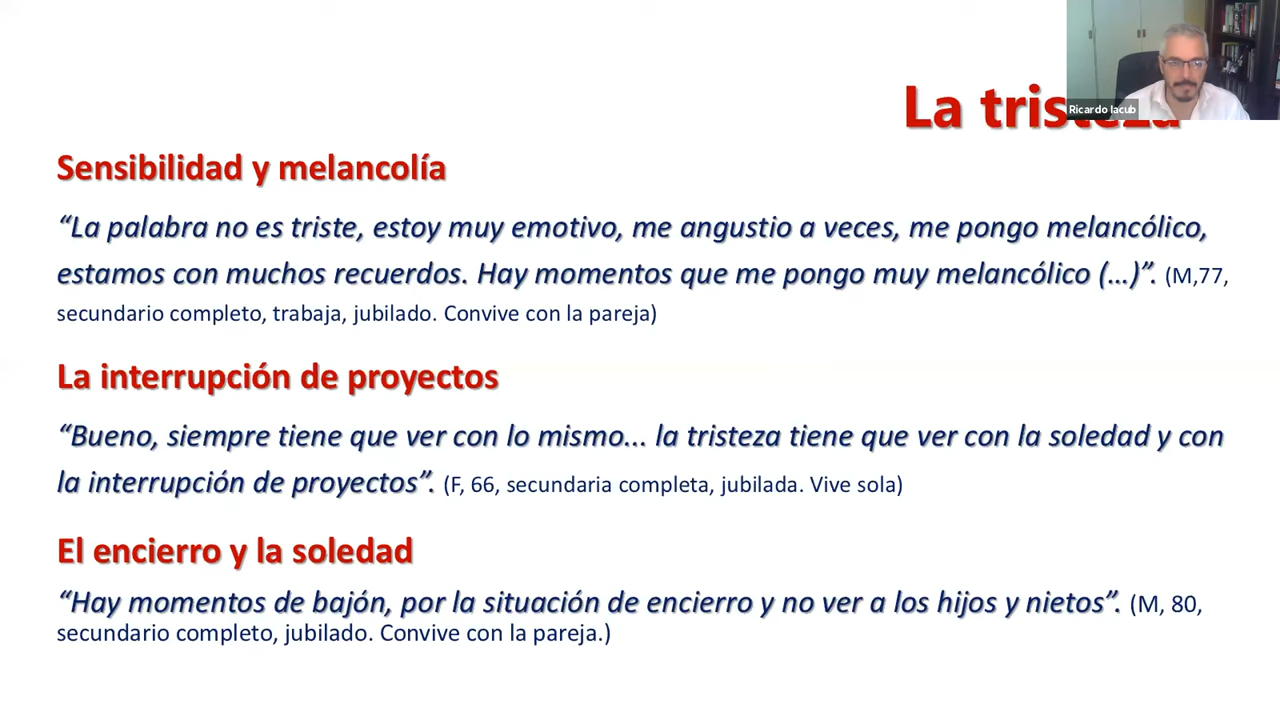 Ricardo Iacub
La tristeza
Sensibilidad y melancolía
“La palabra no es triste, estoy muy emotivo, me angustio a veces, me pongo melancólico,
estamos con muchos recuerdos. Hay momentos que me pongo muy melancólico (...)”. (M,77,
secundario completo, trabaja, jubilado. Convive con la pareja)
La interrupción de proyectos
“Bueno, siempre tiene que ver con lo mismo... la tristeza tiene que ver con la soledad y con
la interrupción de proyectos”. (F, 66, secundaria completa, jubilada. Vive sola)
El encierro y la soledad
“Hay momentos de bajón, por la situación de encierro y no ver a los hijos y nietos”. (M, 80,
secundario completo, jubilado. Convive con la pareja.)